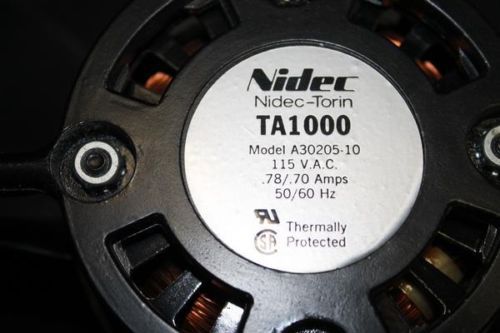 Nidec
Nidec-Torin
TA1000
Model A30205-10
115 V.A.C.
.78/.70 Amps
50/60 Hz
Thermally
Protected